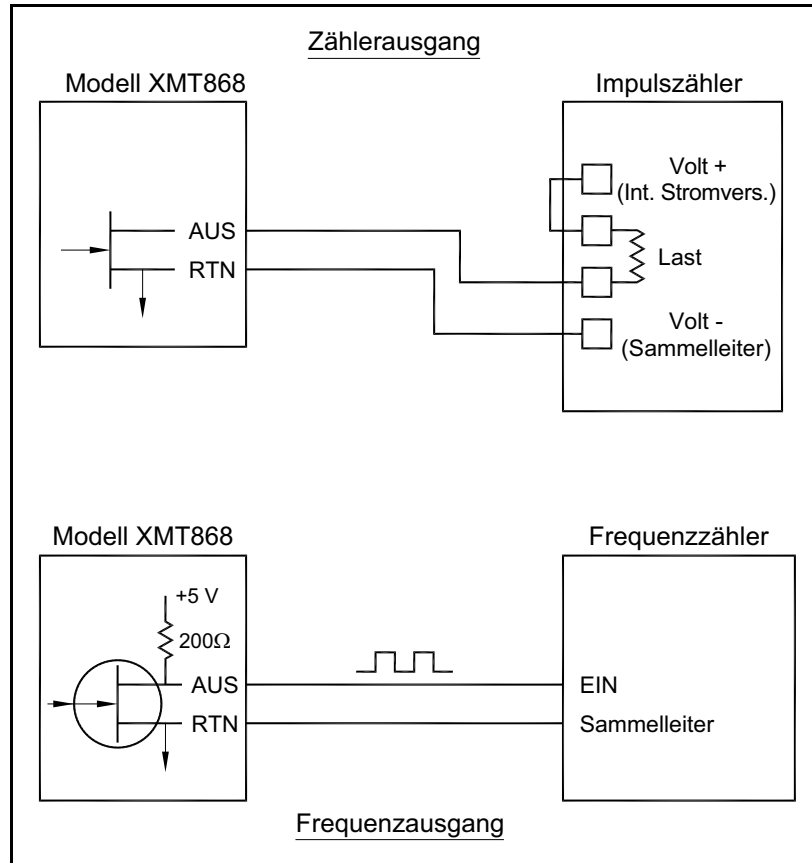 Zählerausgang
Modell XMT868
Impulszähler
Volt +
(Int. Stromvers.)
AUS
RTN
Last
Volt -
(Sammelleiter)
Modell XMT868
Frequenzzähler
+5 V
200Ω
AUS
EIN
RTN
Sammelleiter
Frequenzausgang